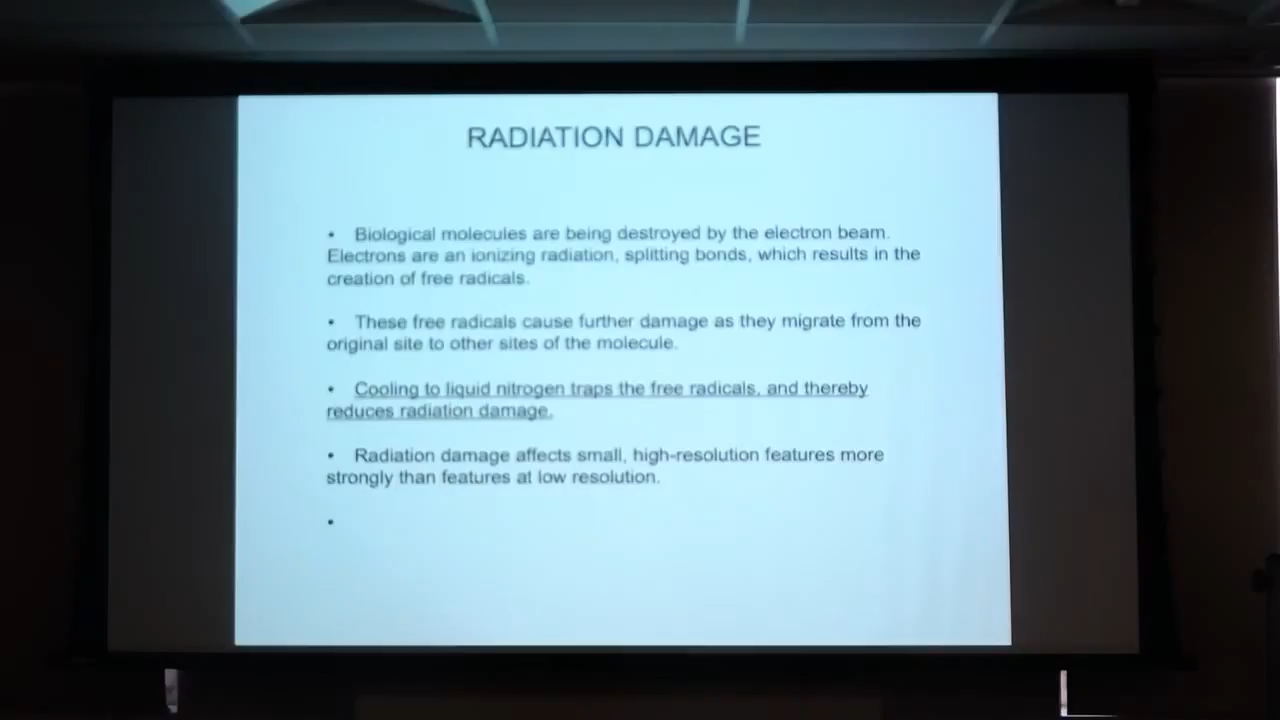 RADIATION DAMAGE
• Biological molecules are being destroyed by the electron beam.
Electrons are an ionizing radiation, splitting bonds, which results in the
creation of free radicals.
• These free radicals cause further damage as they migrate from the
original site to other sites of the molecule.
• Cooling to liquid nitrogen traps the free radicals, and thereby
reduces radiation damage.
• Radiation damage affects small, high-resolution features more
strongly than features at low resolution.
•